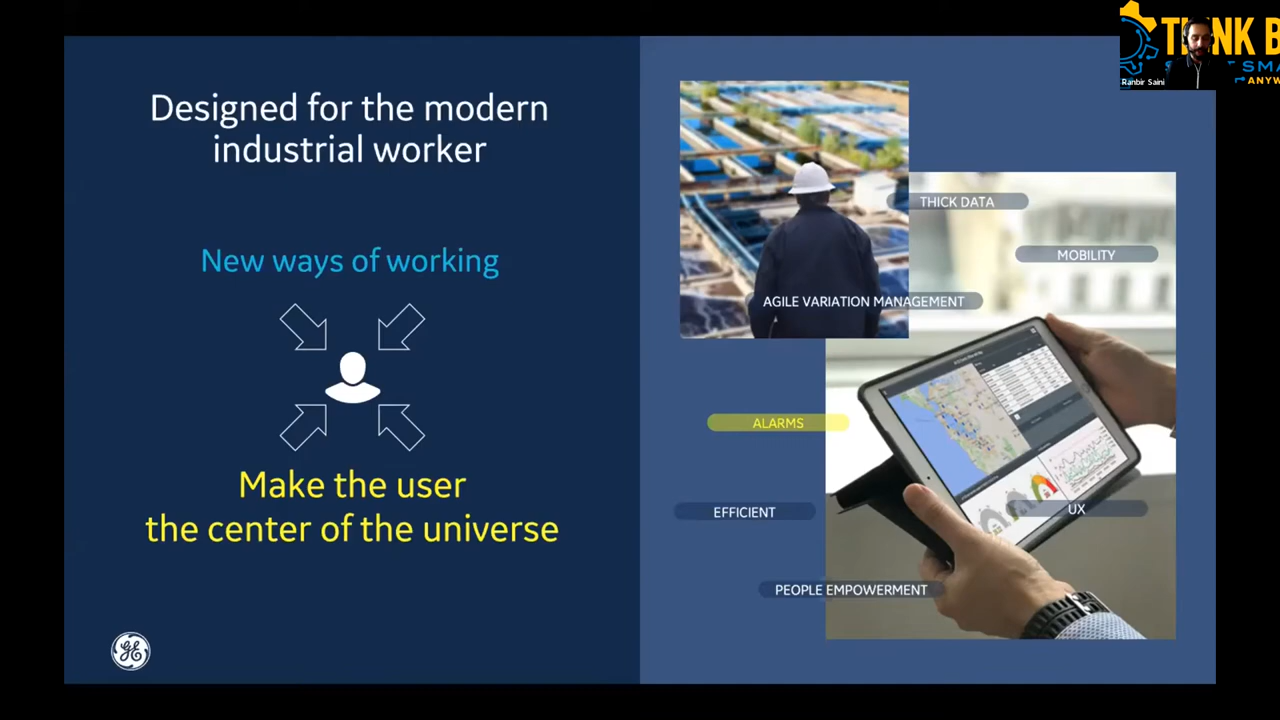 Designed for the modern
industrial worker
New ways of working
Make the user
the center of the universe
GE
THICK DATA
MOBILITY
AGILE VARIATION MANAGEMENT
ALARMS
EFFICIENT
UX
PEOPLE EMPOWERMENT
Ranbir Saini